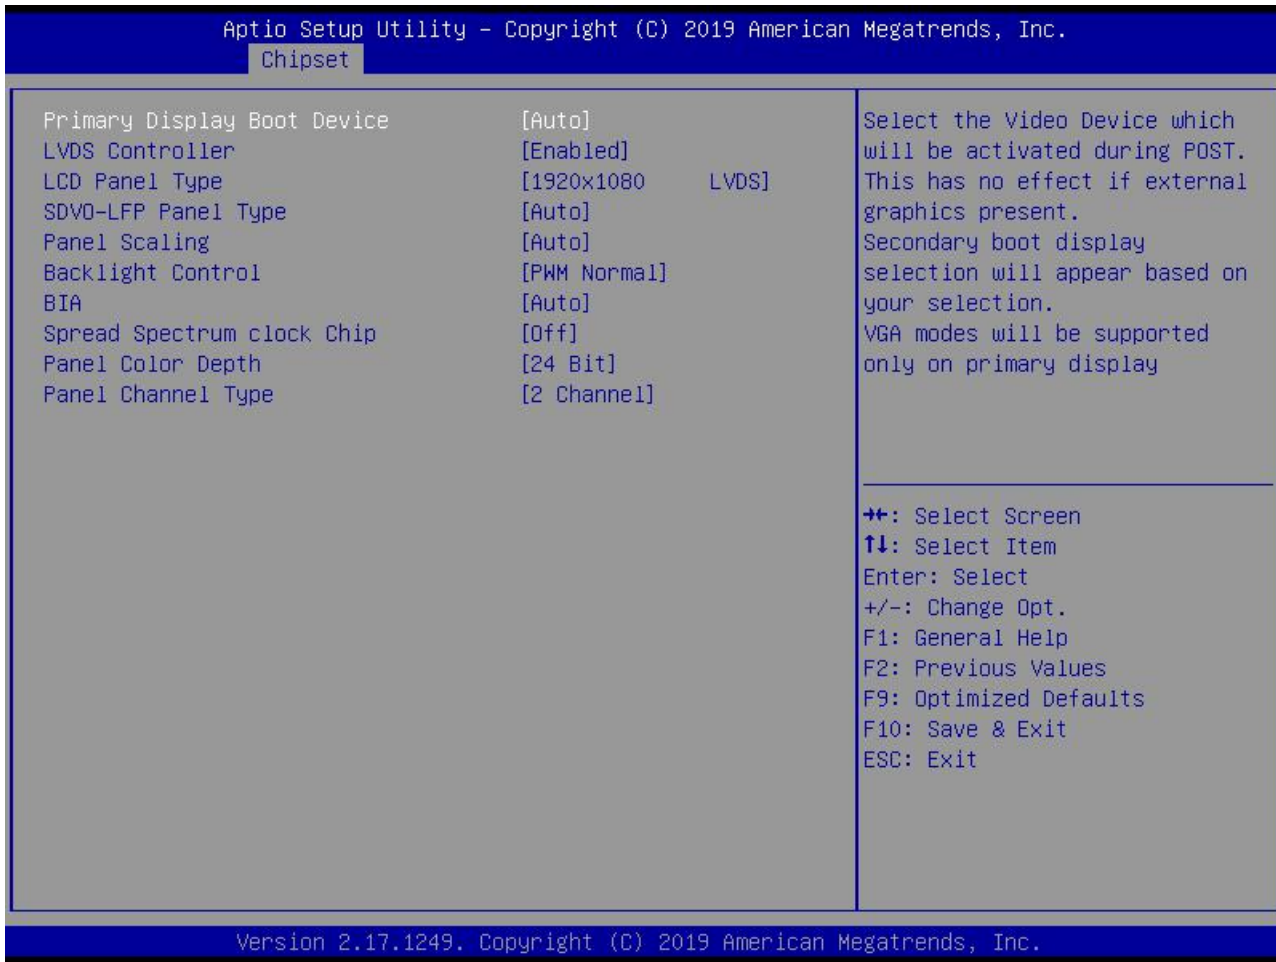 Aptio Setup Utility – Copyright (C) 2019 American Megatrends, Inc.
Chipset
Primary Display Boot Device [Auto]
LVDS Controller [Enabled]
LCD Panel Type [1920x1080 LVDS]
SDVO-LFP Panel Type [Auto]
Panel Scaling [Auto]
Backlight Control [PWM Normal]
BIA [Auto]
Spread Spectrum clock Chip [Off]
Panel Color Depth [24 Bit]
Panel Channel Type [2 Channel]
Select the Video Device which
will be activated during POST.
This has no effect if external
graphics present.
Secondary boot display
selection will appear based on
your selection.
VGA modes will be supported
only on primary display
→←: Select Screen
↑↓: Select Item
Enter: Select
+/-: Change Opt.
F1: General Help
F2: Previous Values
F9: Optimized Defaults
F10: Save & Exit
ESC: Exit
Version 2.17.1249. Copyright (C) 2019 American Megatrends, Inc.